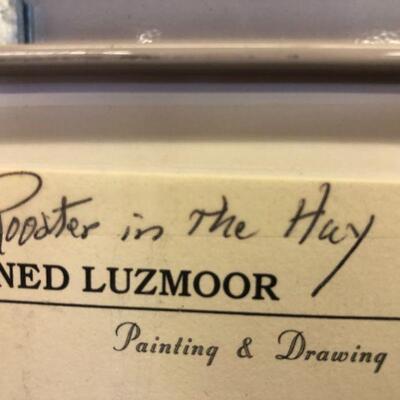 Rooster in The Hay
NED LUZMOOR
Painting & Drawing